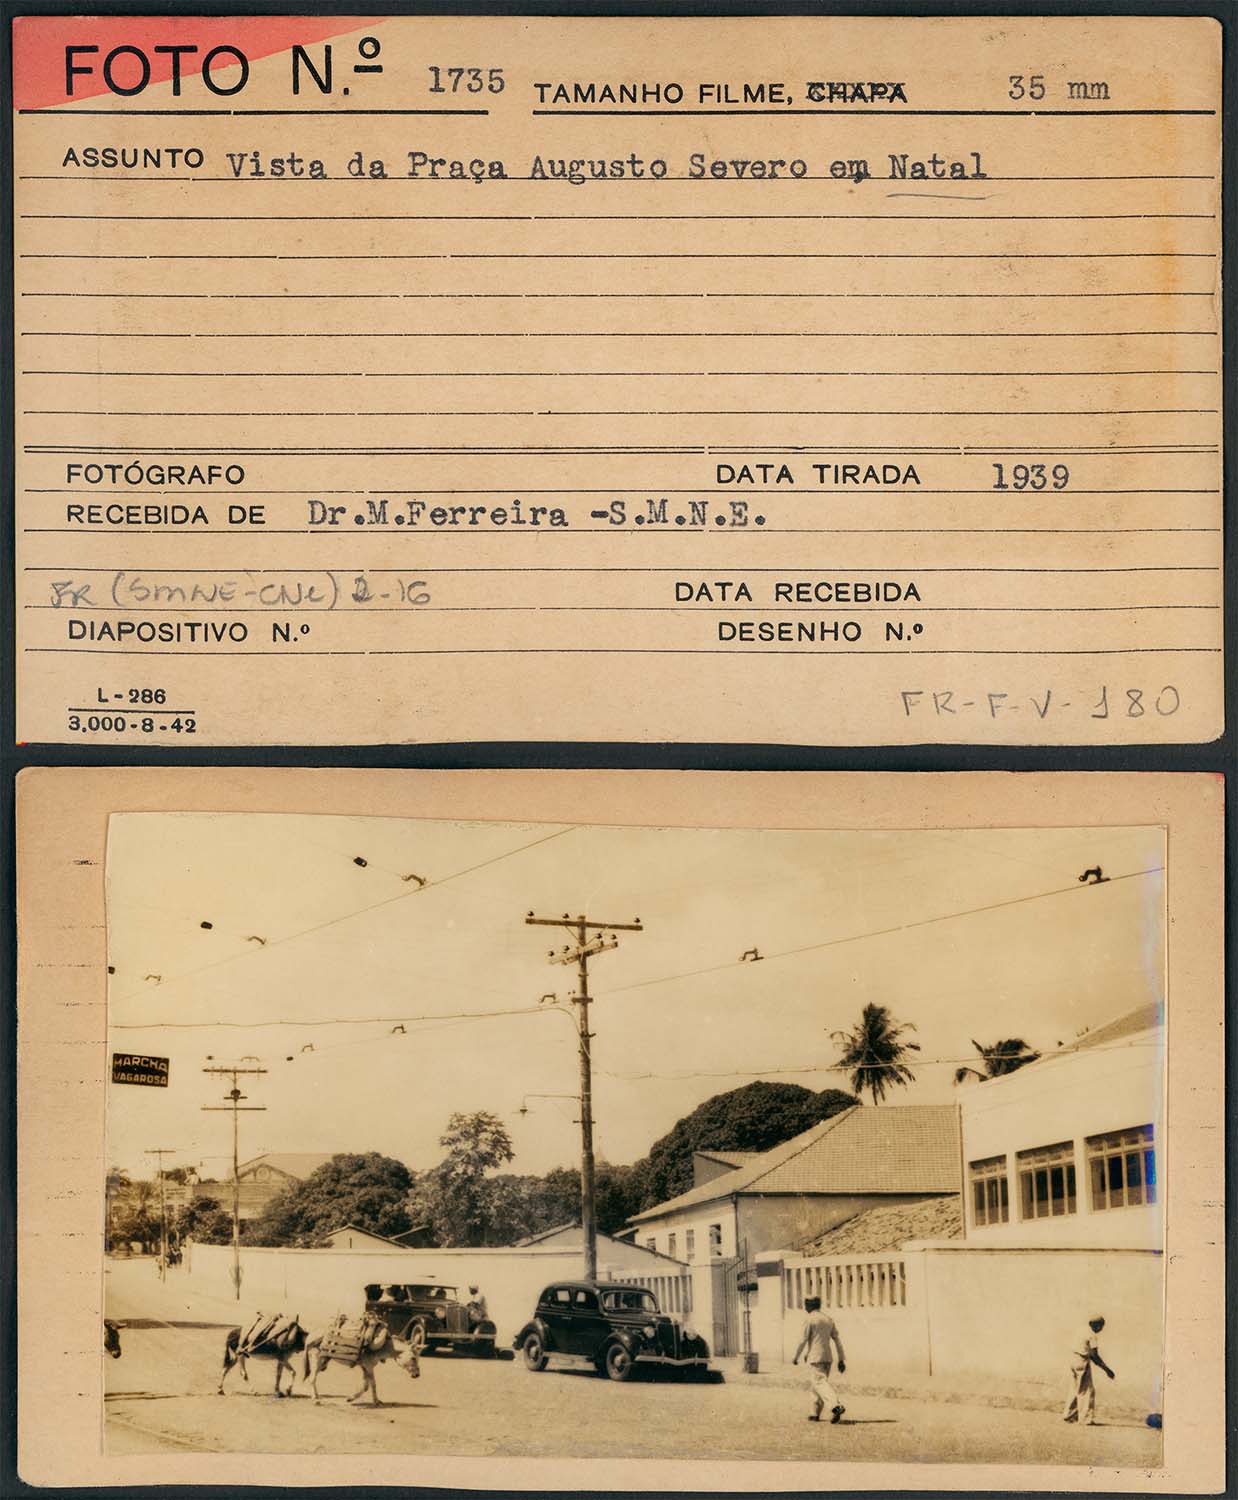 FOTO N.º 1735 TAMANHO FILME, CHAPA 35 mm
ASSUNTO Vista da Praça Augusto Severo em Natal
FOTÓGRAFO DATA TIRADA 1939
RECEBIDA DE Dr.M.Ferreira -S.M.N.E.
FR (SMNE-CNC) 2-16 DATA RECEBIDA
DIAPOSITIVO N.º DESENHO N.º
L-286
3.000-8-42
FR-F-V-180
MARCHA
VAGAROSA